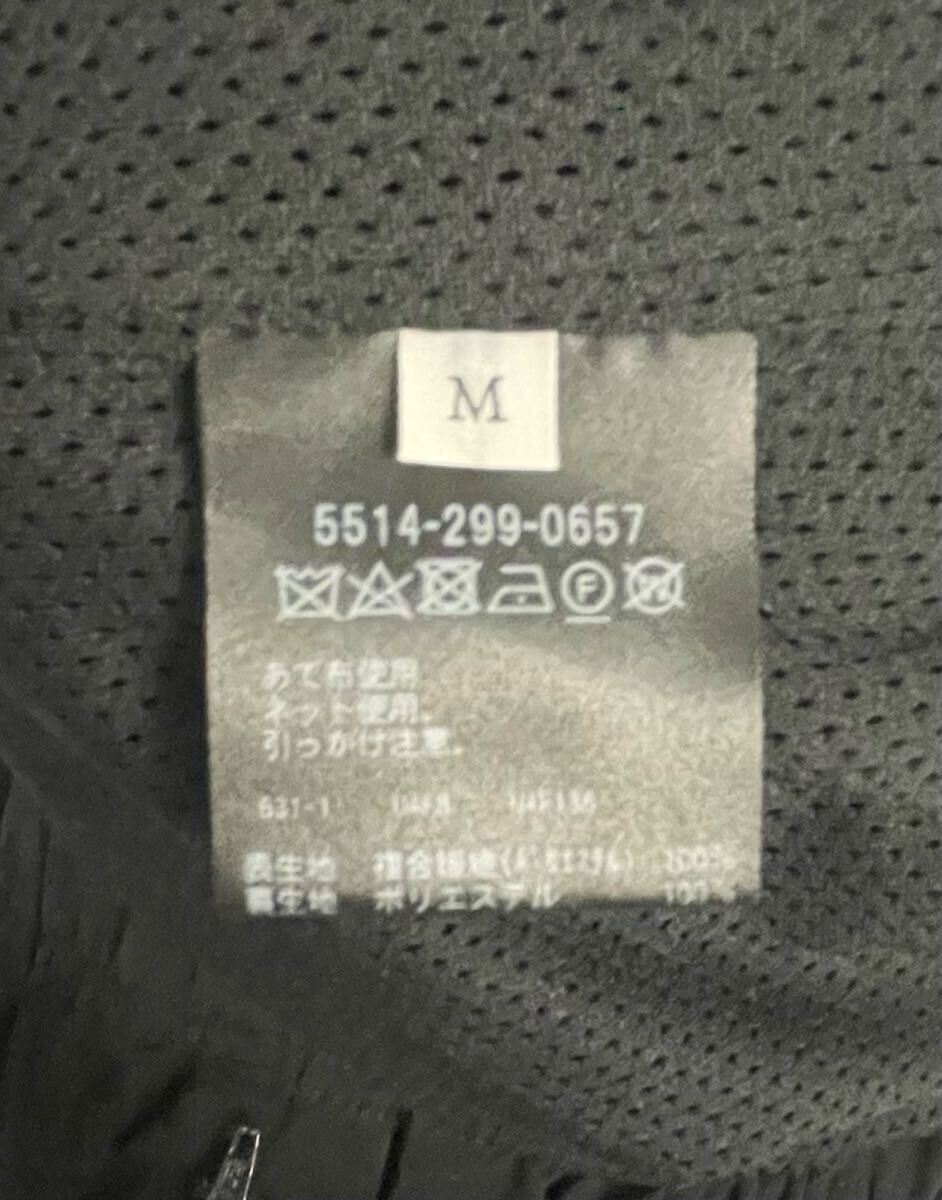 M
5514-299-0657
F
W
あて布使用
ネット使用、
引っかけ注意。
631-1
表生地 複合繊維(ポリエステル) 100%
裏生地 ポリエステル 100%